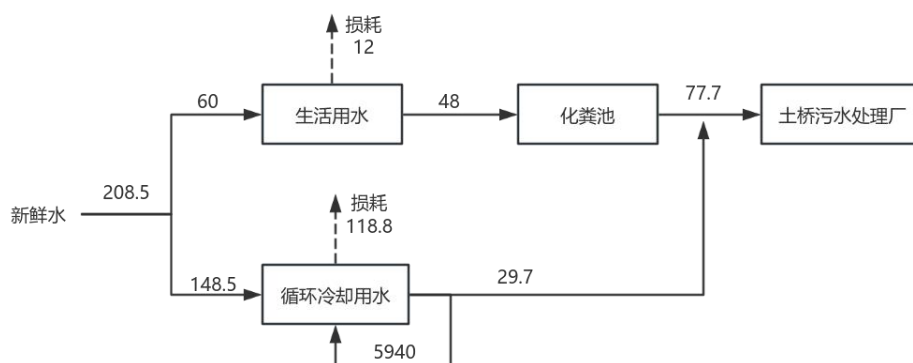 损耗
12
60
生活用水
48
化粪池
77.7
土桥污水处理厂
208.5
新鲜水
损耗
118.8
148.5
循环冷却用水
29.7
5940